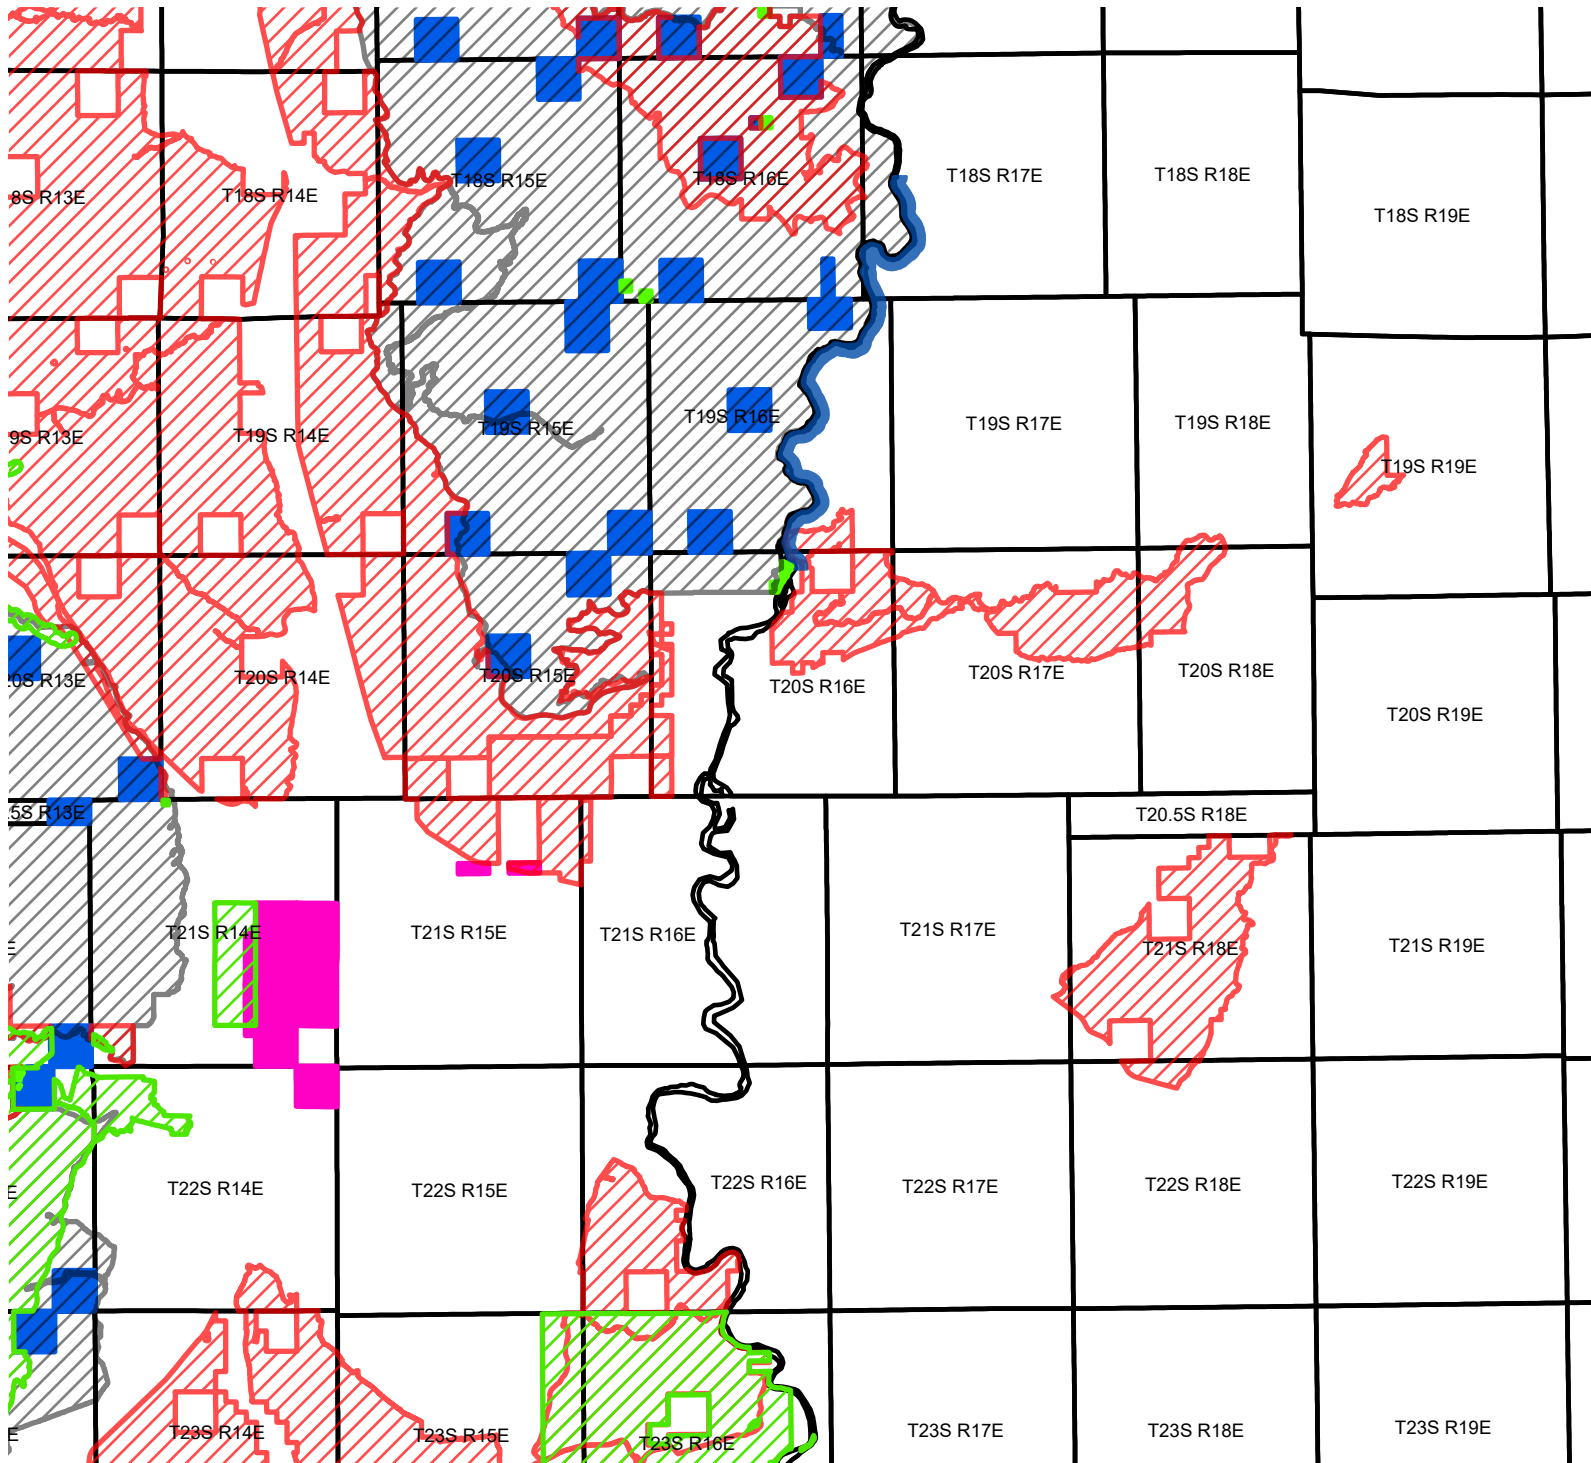 T18S R17E
T18S R18E
T18S R15E
T18S R16E
8S R13E
T18S R14E
T18S R19E
T19S R16E
T19S R17E
T19S R18E
T19S R15E
9S R13E
T19S R14E
T19S R19E
T20S R17E
T20S R18E
0S R13E
T20S R14E
T20S R15E
T20S R16E
T20S R19E
5S R13E
T20.5S R18E
T21S R14E
T21S R15E
T21S R16E
T21S R17E
E
T21S R18E
T21S R19E
E
T22S R14E
T22S R15E
T22S R16E
T22S R17E
T22S R18E
T22S R19E
E
T23S R14E
T23S R15E
T23S R16E
T23S R17E
T23S R18E
T23S R19E